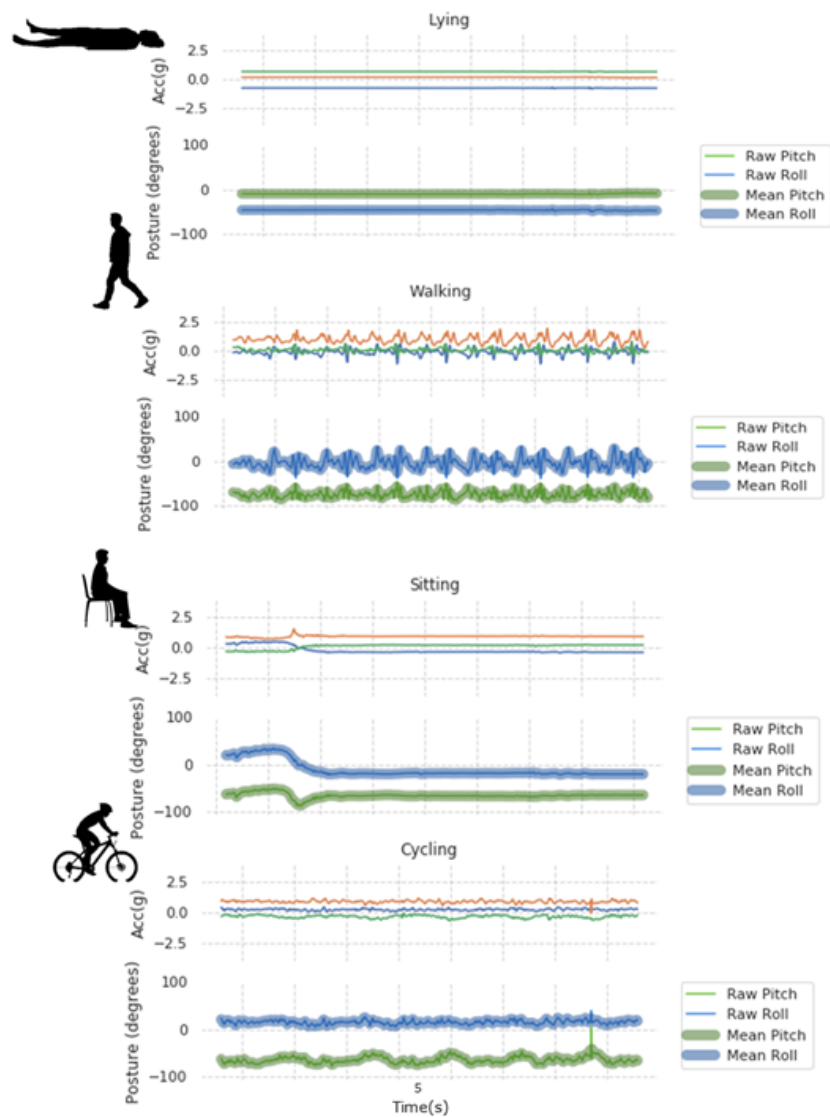 Lying
2.5
0.0
−2.5
Acc(g)
100
0
−100
Posture (degrees)
Raw Pitch
Raw Roll
Mean Pitch
Mean Roll
Walking
2.5
0.0
−2.5
Acc(g)
100
0
−100
Posture (degrees)
Raw Pitch
Raw Roll
Mean Pitch
Mean Roll
Sitting
2.5
0.0
−2.5
Acc(g)
100
0
−100
Posture (degrees)
Raw Pitch
Raw Roll
Mean Pitch
Mean Roll
Cycling
2.5
0.0
−2.5
Acc(g)
100
0
−100
Posture (degrees)
Raw Pitch
Raw Roll
Mean Pitch
Mean Roll
5
Time(s)